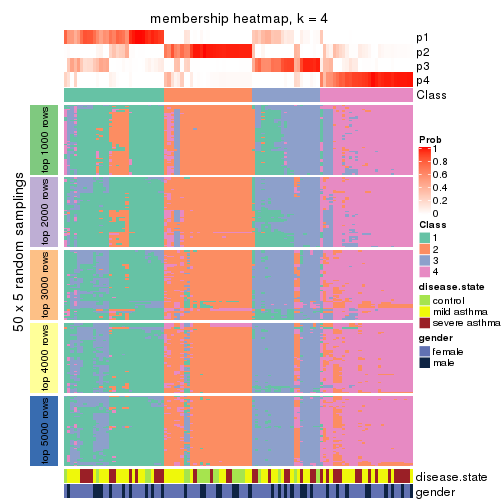 membership heatmap, k = 4
p1
p2
p3
p4
Class
50 x 5 random samplings
top 1000 rows
top 2000 rows
top 3000 rows
top 4000 rows
top 5000 rows
disease.state
gender
Prob
1
0.8
0.6
0.4
0.2
0
Class
1
2
3
4
disease.state
control
mild asthma
severe asthma
gender
female
male